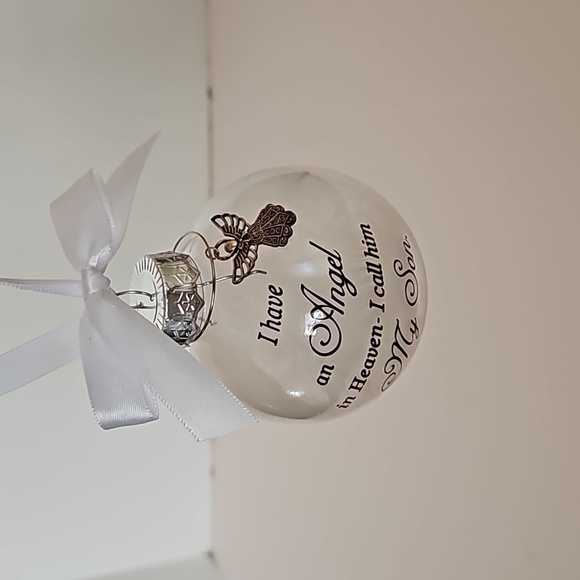 I have
an Angel
in Heaven- I call him
My Son